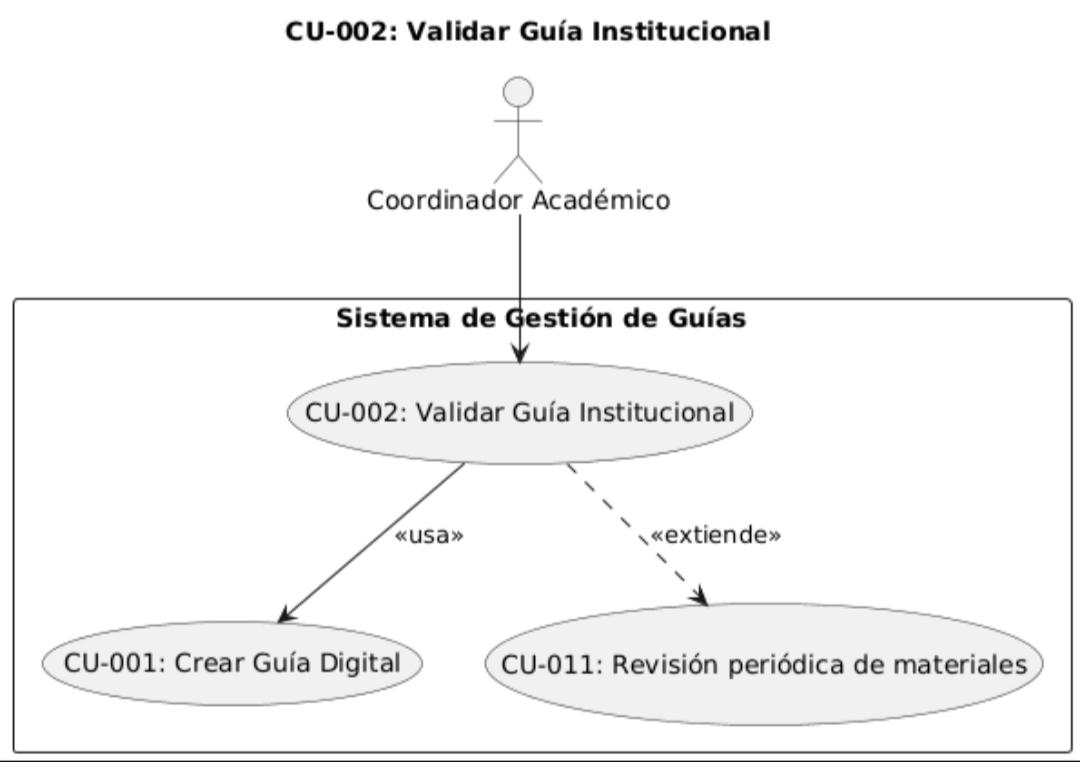 CU-002: Validar Guía Institucional
Coordinador Académico
Sistema de Gestión de Guías
CU-002: Validar Guía Institucional
«usa»
«extiende»
CU-001: Crear Guía Digital
CU-011: Revisión periódica de materiales